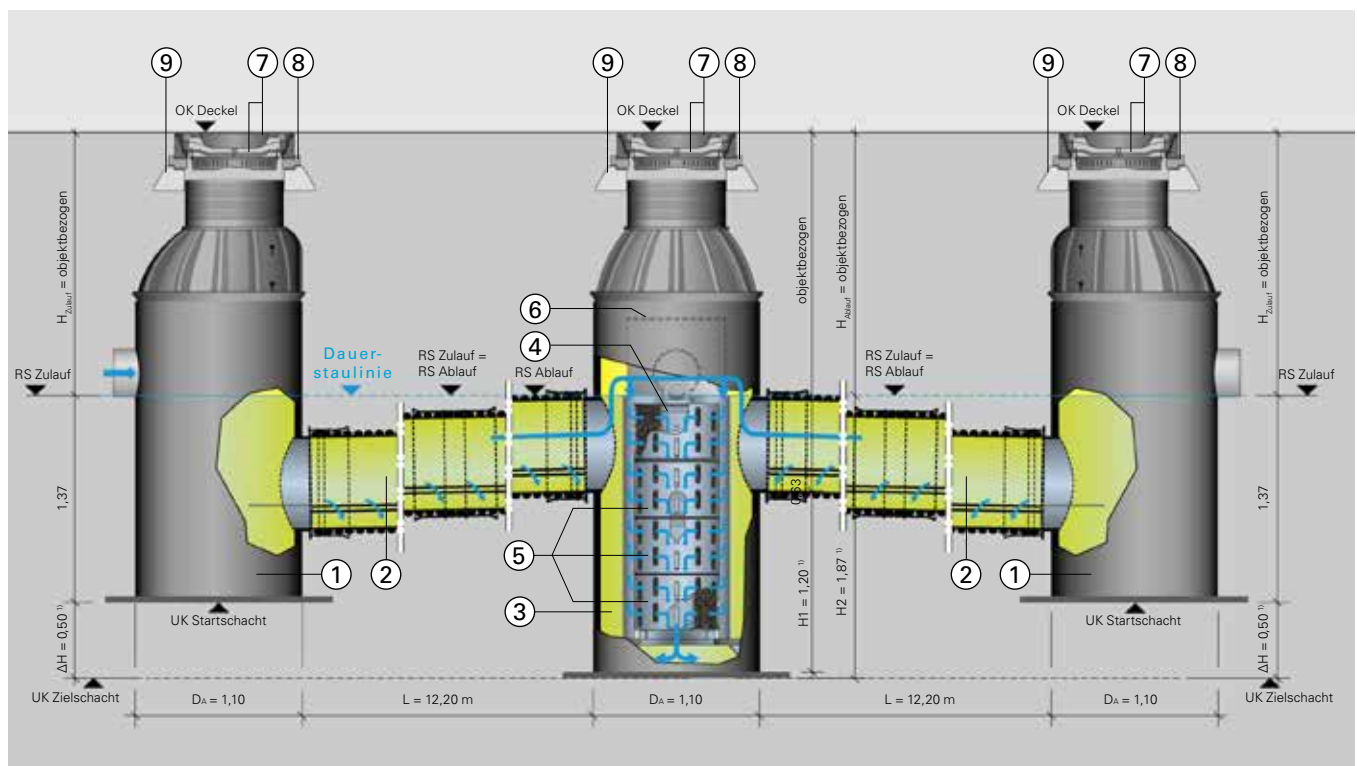 9
7
8
9
7
8
9
7
8
OK Deckel
OK Deckel
OK Deckel
H Zulauf = objektbezogen
objektbezogen
H Ablauf = objektbezogen
H Zulauf = objektbezogen
6
4
RS Zulauf
Dauer-
staulinie
RS Zulauf =
RS Ablauf
RS Ablauf
RS Zulauf =
RS Ablauf
RS Zulauf
1,37
0,63
1,37
5
1
2
3
2
1
H1 = 1,20 ¹⁾
H2 = 1,87 ¹⁾
UK Startschacht
UK Startschacht
ΔH = 0,50 ¹⁾
ΔH = 0,50 ¹⁾
UK Zielschacht
UK Zielschacht
DA = 1,10
L = 12,20 m
DA = 1,10
L = 12,20 m
DA = 1,10